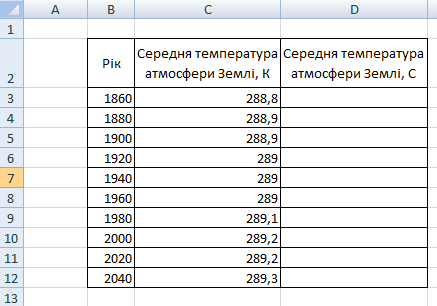 A B C D
1
2 Рік Середня температура атмосфери Землі, К Середня температура атмосфери Землі, С
3 1860 288,8
4 1880 288,9
5 1900 288,9
6 1920 289
7 1940 289
8 1960 289
9 1980 289,1
10 2000 289,2
11 2020 289,2
12 2040 289,3
13